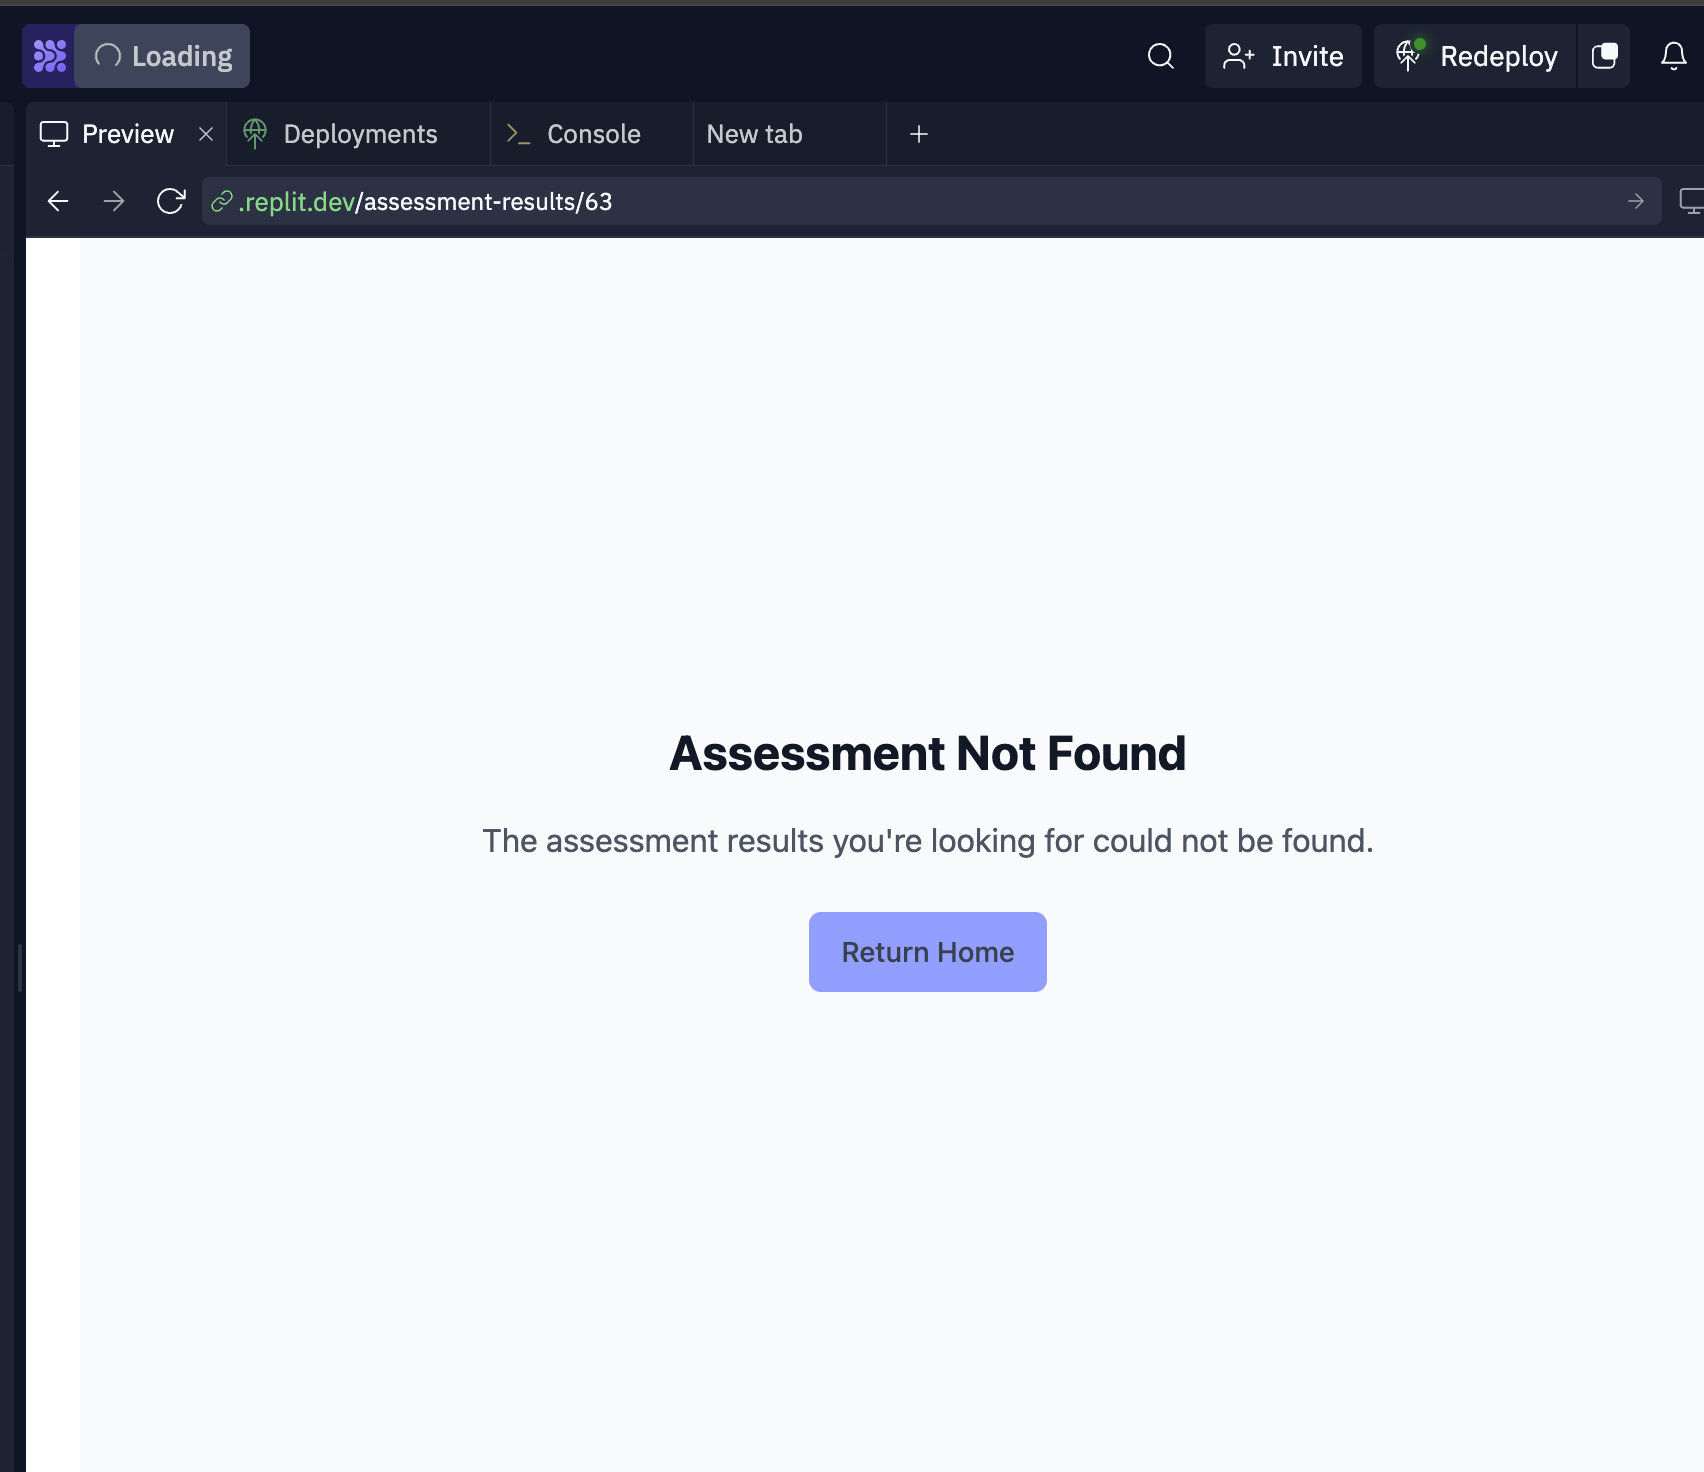 Loading
Invite
Redeploy
Preview
Deployments
Console
New tab
.replit.dev/assessment-results/63
Assessment Not Found
The assessment results you're looking for could not be found.
Return Home